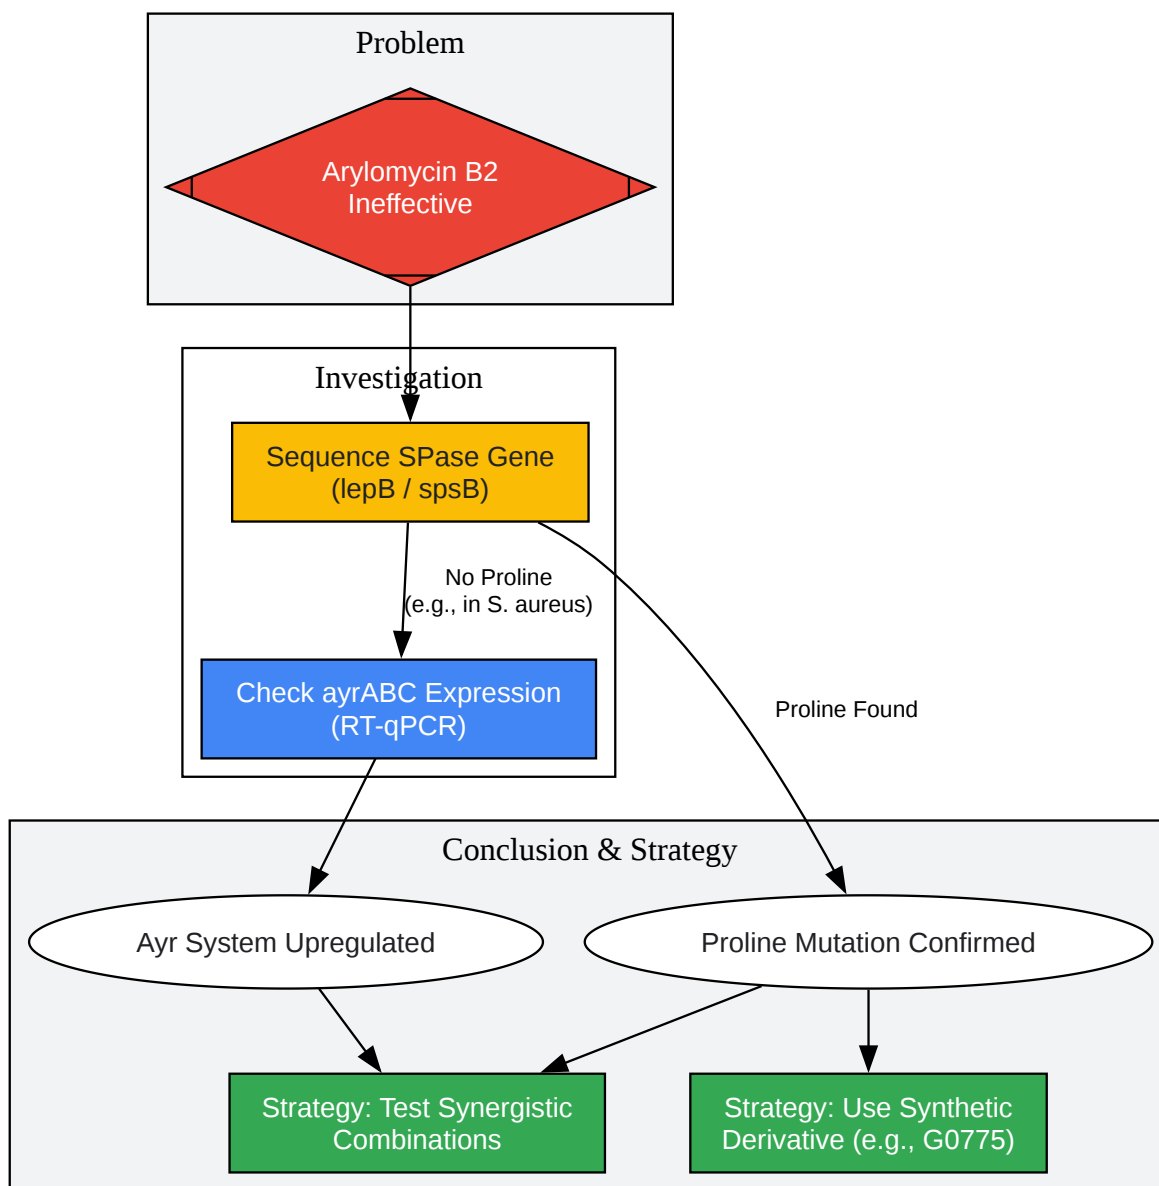 Problem
Arylomycin B2
Ineffective
Investigation
Sequence SPase Gene
(lepB / spsB)
No Proline
(e.g., in S. aureus)
Check ayrABC Expression
(RT-qPCR)
Proline Found
Conclusion & Strategy
Ayr System Upregulated
Proline Mutation Confirmed
Strategy: Test Synergistic
Combinations
Strategy: Use Synthetic
Derivative (e.g., G0775)